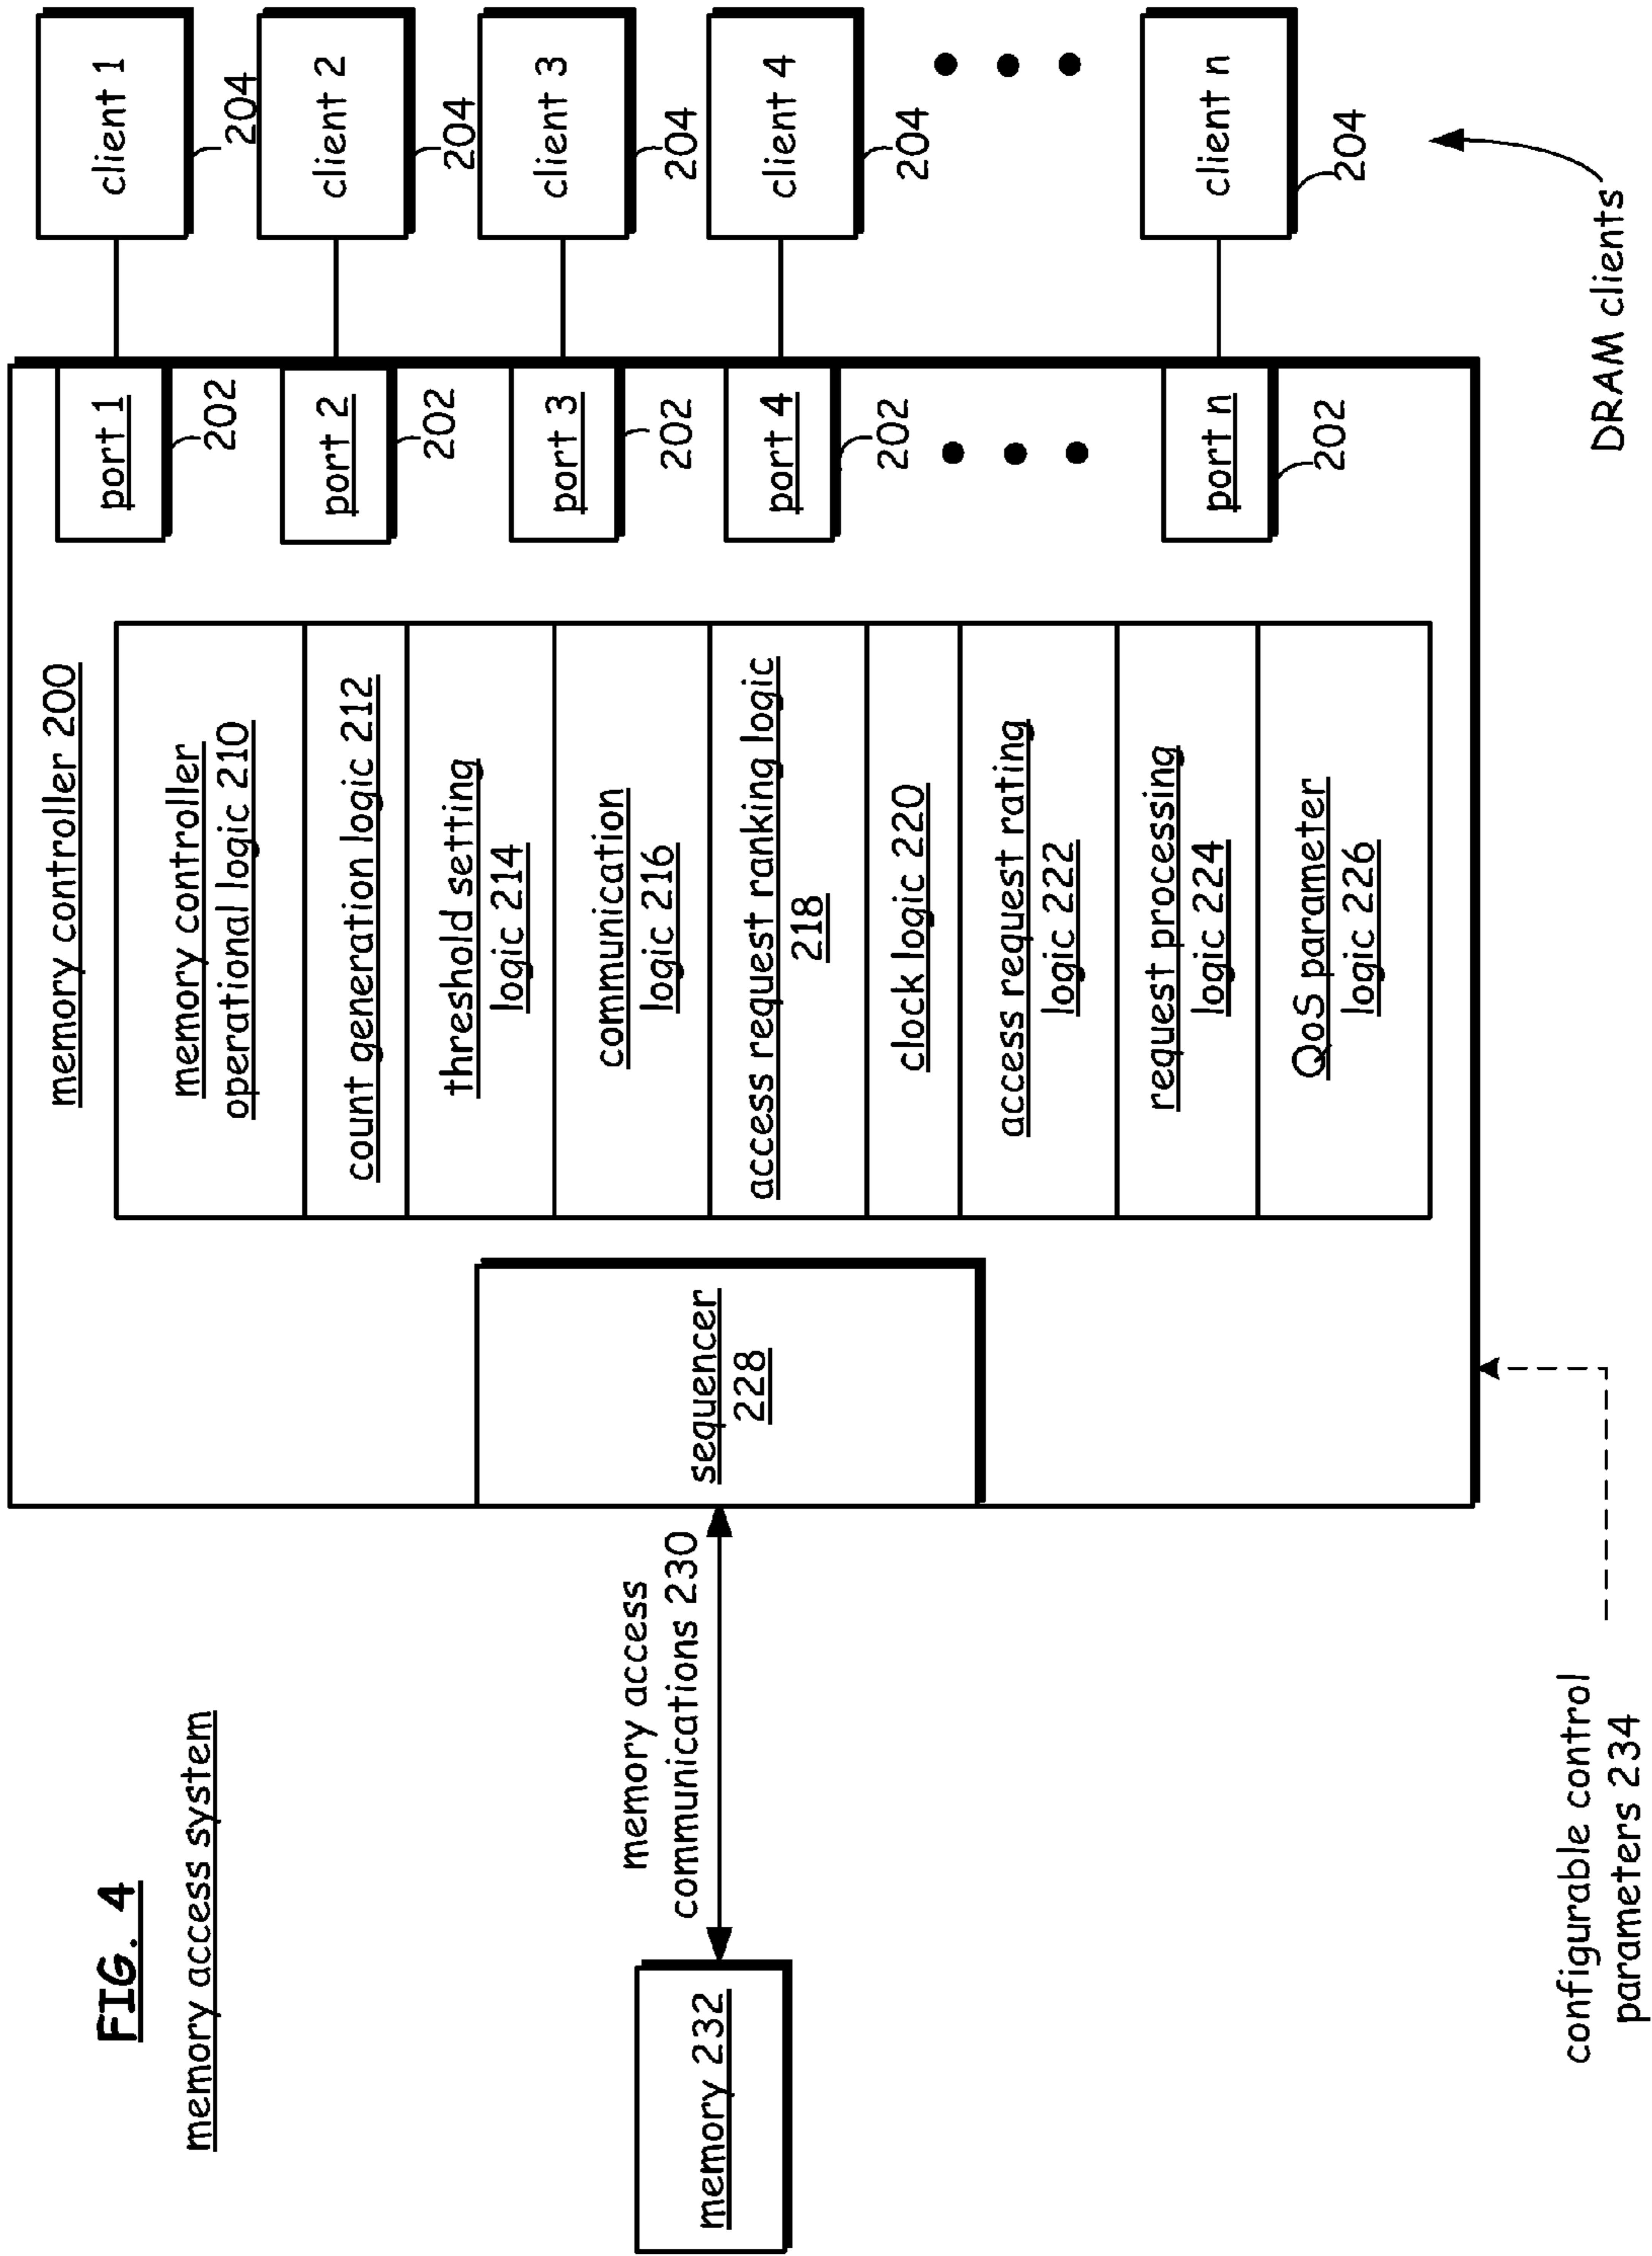 FIG. 4
memory access system
memory 232
memory access
communications 230
configurable control
parameters 234
memory controller 200
sequencer
228
memory controller
operational logic 210
count generation logic 212
threshold setting
logic 214
communication
logic 216
access request ranking logic
218
clock logic 220
access request rating
logic 222
request processing
logic 224
QoS parameter
logic 226
port 1
202
port 2
202
port 3
202
port 4
202
port n
202
client 1
204
client 2
204
client 3
204
client 4
204
client n
204
DRAM clients